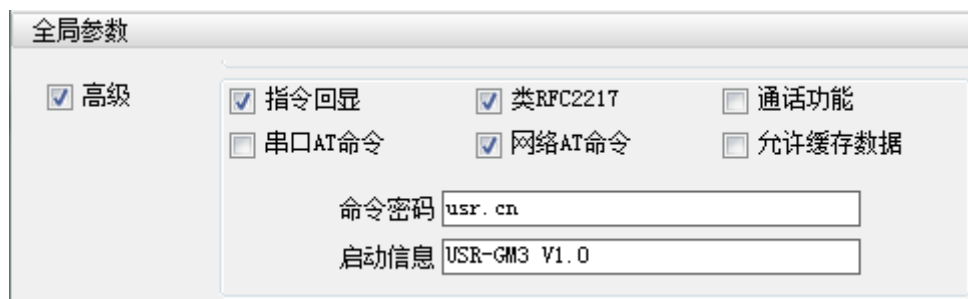 全局参数
高级
指令回显 类RFC2217 通话功能
串口AT命令 网络AT命令 允许缓存数据
命令密码 usr.cn
启动信息 USR-GM3 V1.0